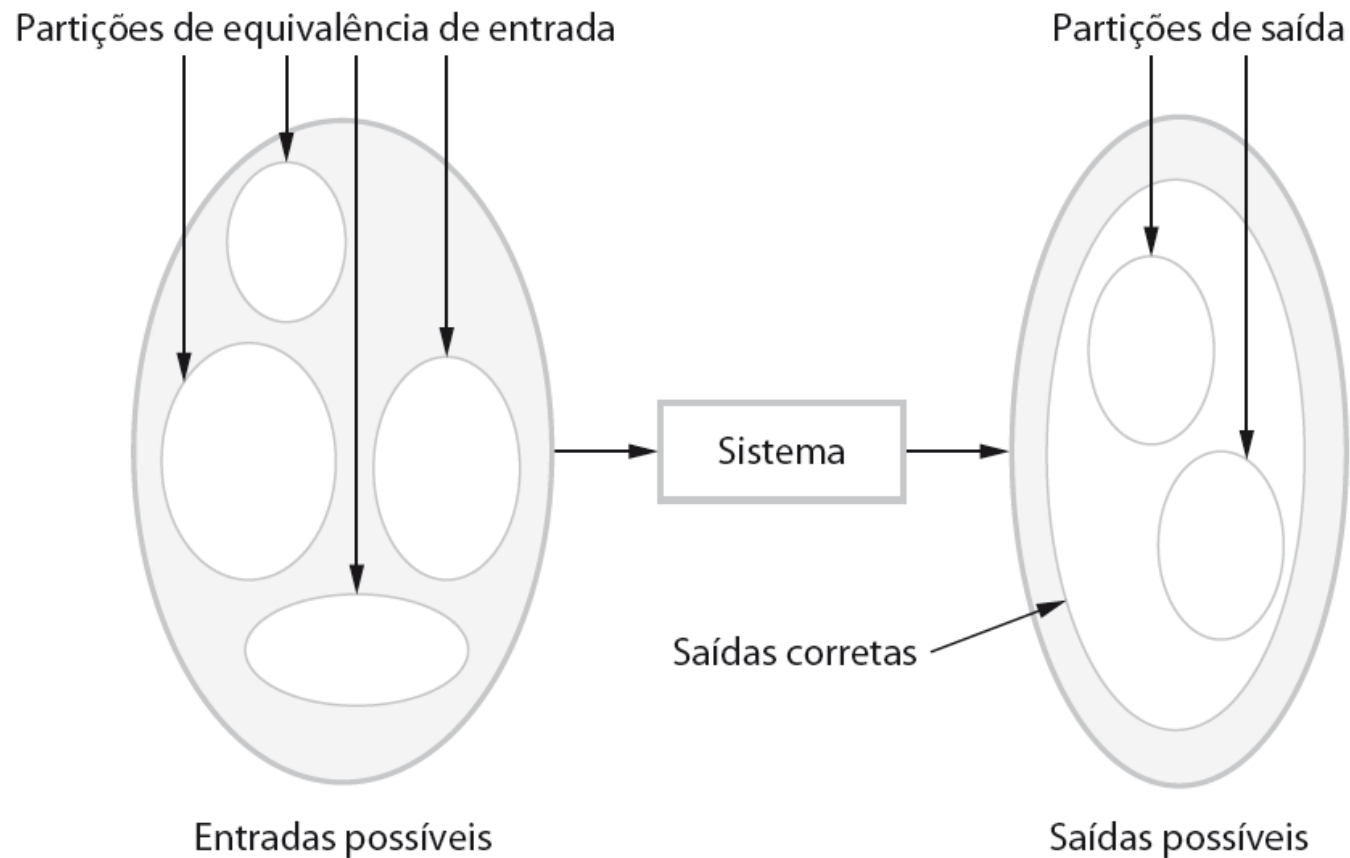 Partições de equivalência de entrada
Partições de saída
Sistema
Saídas corretas
Entradas possíveis
Saídas possíveis